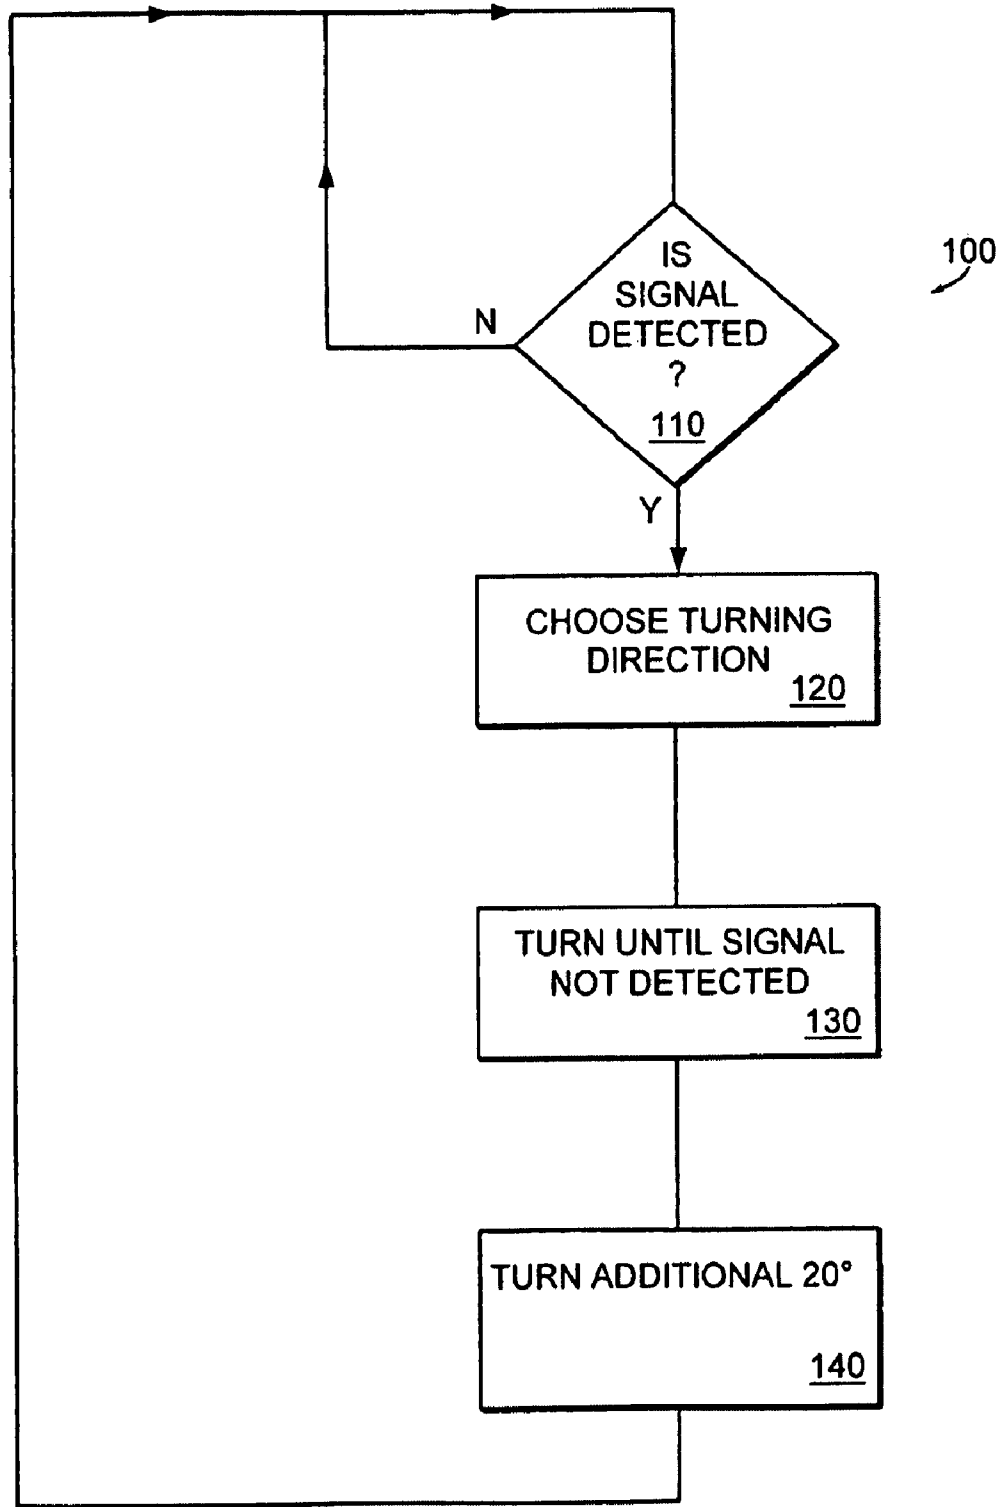 IS
SIGNAL
DETECTED
?
110
100
N
Y
CHOOSE TURNING
DIRECTION
120
TURN UNTIL SIGNAL
NOT DETECTED
130
TURN ADDITIONAL 20°
140